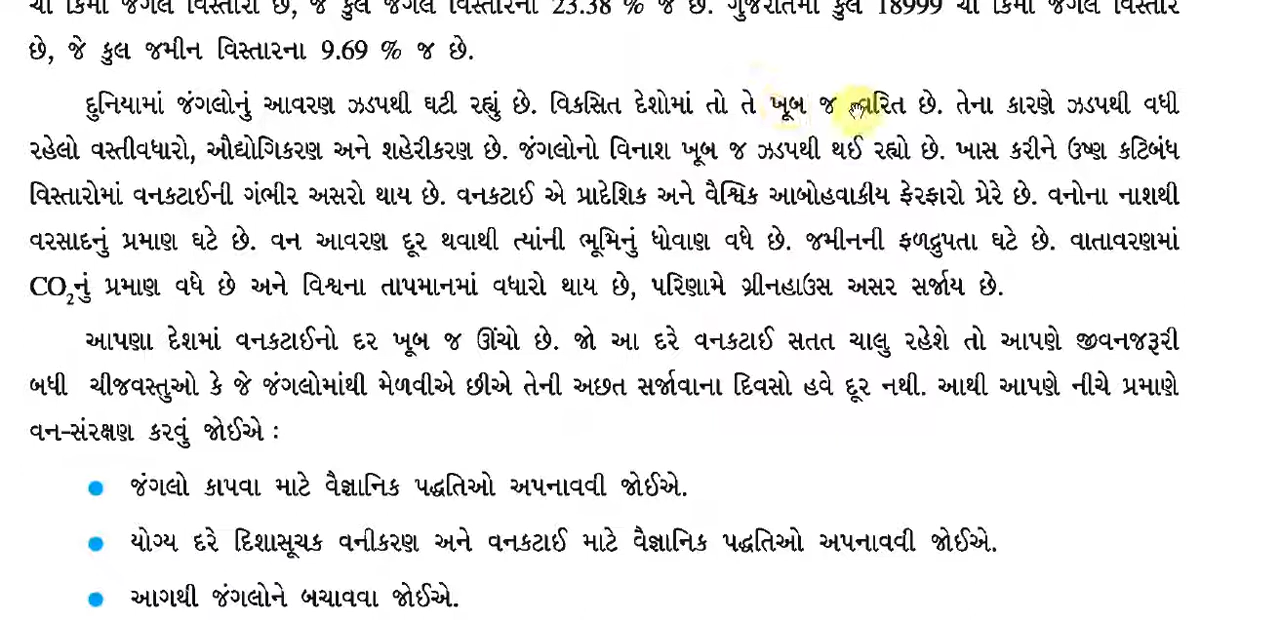 ચો કિમી જંગલ વિસ્તારો છે, જે કુલ જંગલ વિસ્તારના 23.38 % જ છે. ગુજરાતમાં કુલ 18999 ચો કિમી જંગલ વિસ્તાર
છે, જે કુલ જમીન વિસ્તારના 9.69 % જ છે.
દુનિયામાં જંગલોનું આવરણ ઝડપથી ઘટી રહ્યું છે. વિકસિત દેશોમાં તો તે ખૂબ જ ત્વરિત છે. તેના કારણે ઝડપથી વધી
રહેલો વસ્તીવધારો, ઔદ્યોગિકરણ અને શહેરીકરણ છે. જંગલોનો વિનાશ ખૂબ જ ઝડપથી થઈ રહ્યો છે. ખાસ કરીને ઉષ્ણ કટિબંધ
વિસ્તારોમાં વનકટાઈની ગંભીર અસરો થાય છે. વનકટાઈ એ પ્રાદેશિક અને વૈશ્વિક આબોહવાકીય ફેરફારો પ્રેરે છે. વનોના નાશથી
વરસાદનું પ્રમાણ ઘટે છે. વન આવરણ દૂર થવાથી ત્યાંની ભૂમિનું ધોવાણ વધે છે. જમીનની ફળદ્રુપતા ઘટે છે. વાતાવરણમાં
CO₂નું પ્રમાણ વધે છે અને વિશ્વના તાપમાનમાં વધારો થાય છે, પરિણામે ગ્રીનહાઉસ અસર સર્જાય છે.
આપણા દેશમાં વનકટાઈનો દર ખૂબ જ ઊંચો છે. જો આ દરે વનકટાઈ સતત ચાલુ રહેશે તો આપણે જીવનજરૂરી
બધી ચીજવસ્તુઓ કે જે જંગલોમાંથી મેળવીએ છીએ તેની અછત સર્જાવાના દિવસો હવે દૂર નથી. આથી આપણે નીચે પ્રમાણે
વન-સંરક્ષણ કરવું જોઈએ :
● જંગલો કાપવા માટે વૈજ્ઞાનિક પદ્ધતિઓ અપનાવવી જોઈએ.
● યોગ્ય દરે દિશાસૂચક વનીકરણ અને વનકટાઈ માટે વૈજ્ઞાનિક પદ્ધતિઓ અપનાવવી જોઈએ.
● આગથી જંગલોને બચાવવા જોઈએ.